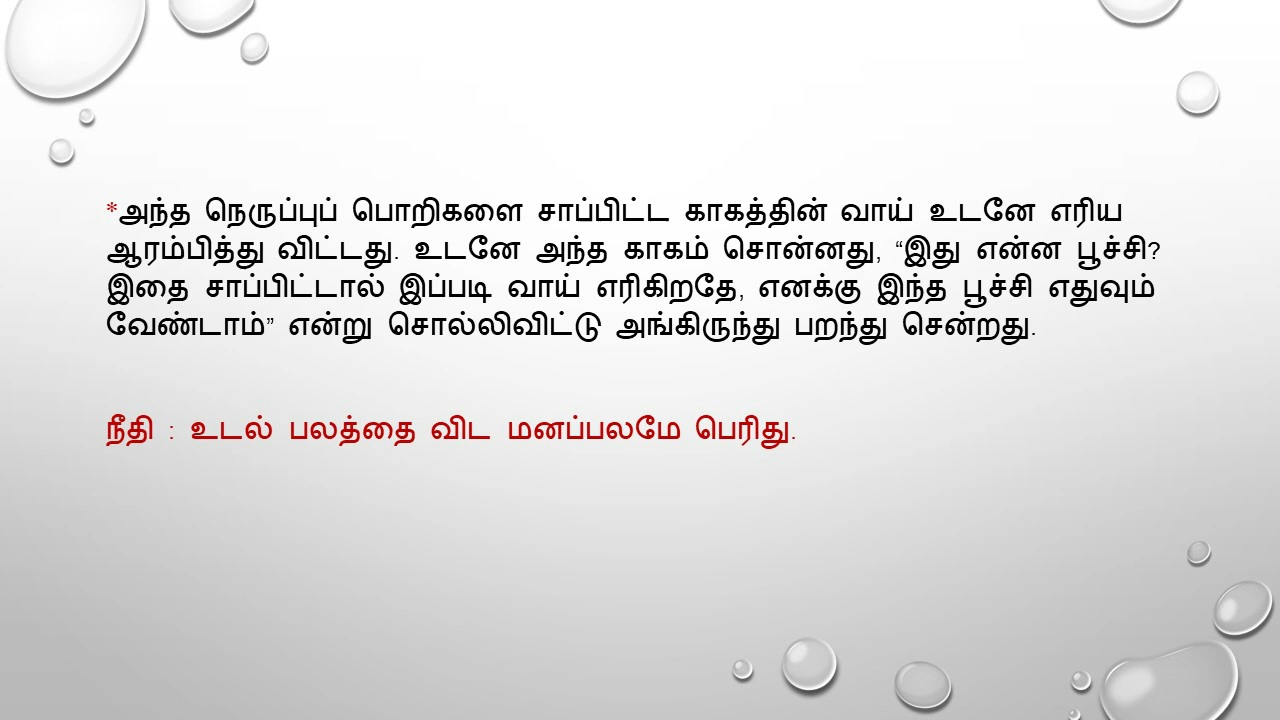 *அந்த நெருப்புப் பொறிகளை சாப்பிட்ட காகத்தின் வாய் உடனே எரிய
ஆரம்பித்து விட்டது. உடனே அந்த காகம் சொன்னது, “இது என்ன பூச்சி?
இதை சாப்பிட்டால் இப்படி வாய் எரிகிறதே, எனக்கு இந்த பூச்சி எதுவும்
வேண்டாம்” என்று சொல்லிவிட்டு அங்கிருந்து பறந்து சென்றது.
நீதி : உடல் பலத்தை விட மனப்பலமே பெரிது.